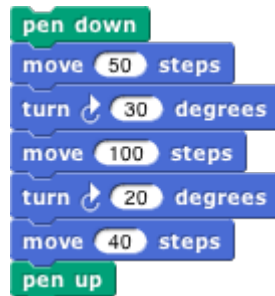 pen down
move 50 steps
turn 30 degrees
move 100 steps
turn 20 degrees
move 40 steps
pen up